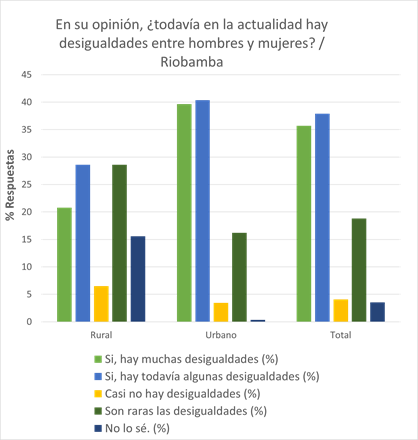 En su opinión, ¿todavía en la actualidad hay
desigualdades entre hombres y mujeres? /
Riobamba
% Respuestas
45
40
35
30
25
20
15
10
5
0
Rural
Urbano
Total
Si, hay muchas desigualdades (%)
Si, hay todavía algunas desigualdades (%)
Casi no hay desigualdades (%)
Son raras las desigualdades (%)
No lo sé. (%)